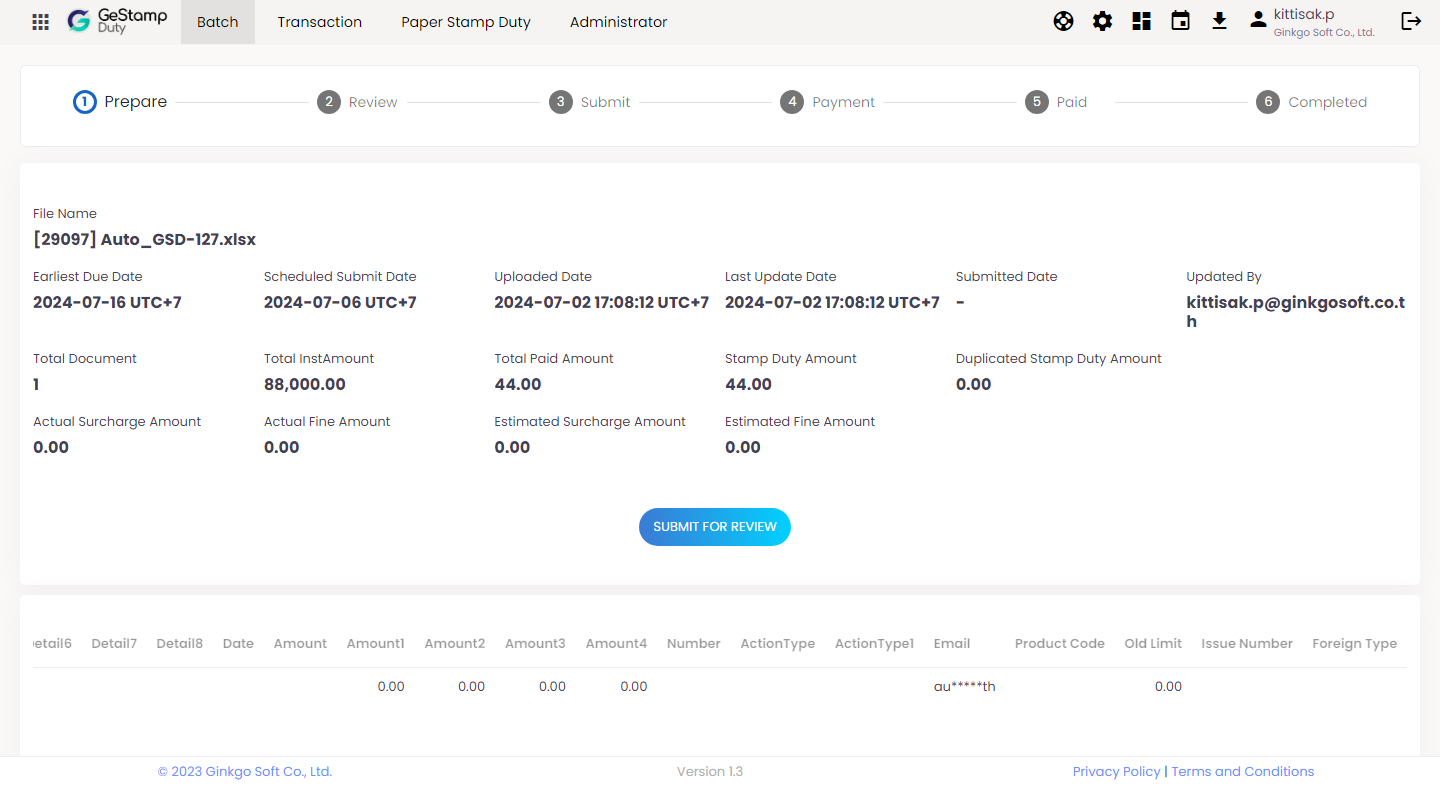 GeStamp
Duty
Batch
Transaction
Paper Stamp Duty
Administrator
kittisak.p
Ginkgo Soft Co., Ltd.
1 Prepare
2 Review
3 Submit
4 Payment
5 Paid
6 Completed
File Name
[29097] Auto_GSD-127.xlsx
Earliest Due Date
2024-07-16 UTC+7
Scheduled Submit Date
2024-07-06 UTC+7
Uploaded Date
2024-07-02 17:08:12 UTC+7
Last Update Date
2024-07-02 17:08:12 UTC+7
Submitted Date
-
Updated By
kittisak.p@ginkgosoft.co.t
h
Total Document
1
Total InstAmount
88,000.00
Total Paid Amount
44.00
Stamp Duty Amount
44.00
Duplicated Stamp Duty Amount
0.00
Actual Surcharge Amount
0.00
Actual Fine Amount
0.00
Estimated Surcharge Amount
0.00
Estimated Fine Amount
0.00
SUBMIT FOR REVIEW
etail6 Detail7 Detail8 Date Amount Amount1 Amount2 Amount3 Amount4 Number ActionType ActionType1 Email Product Code Old Limit Issue Number Foreign Type
0.00 0.00 0.00 0.00 au*****th 0.00
© 2023 Ginkgo Soft Co., Ltd.
Version 1.3
Privacy Policy | Terms and Conditions